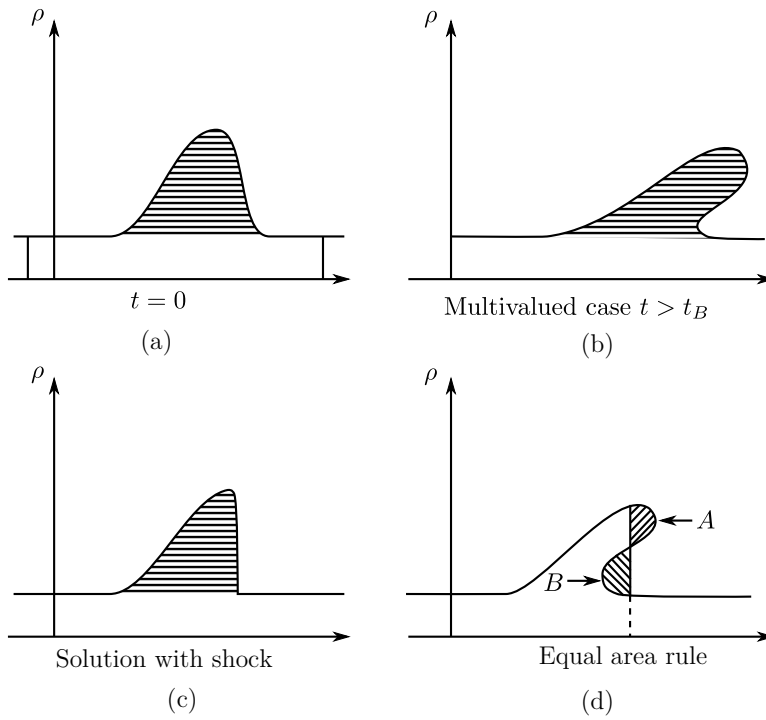 ρ
t = 0
(a)
ρ
Multivalued case t > t_B
(b)
ρ
Solution with shock
(c)
ρ
A
B
Equal area rule
(d)